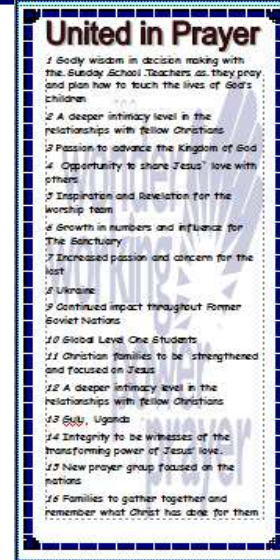 United in Prayer
1 Godly wisdom in decision making with
the Sunday School Teachers as they pray
and plan how to touch the lives of God's
children
2 A deeper intimacy level in the
relationships with fellow Christians
3 Passion to advance the Kingdom of God
4 Opportunity to share Jesus' love with
others
5 Inspiration and Revelation for the
worship team
6 Growth in numbers and influence for
The Sanctuary
7 Increased passion and concern for the
lost
8 Ukraine
9 Continued impact throughout Former
Soviet Nations
10 Global Level One Students
11 Christian families to be strengthened
and focused on Jesus
12 A deeper intimacy level in the
relationships with fellow Christians
13 Gulu, Uganda
14 Integrity to be witnesses of the
transforming power of Jesus' love.
15 New prayer group focused on the
nations
16 Families to gather together and
remember what Christ has done for them
power